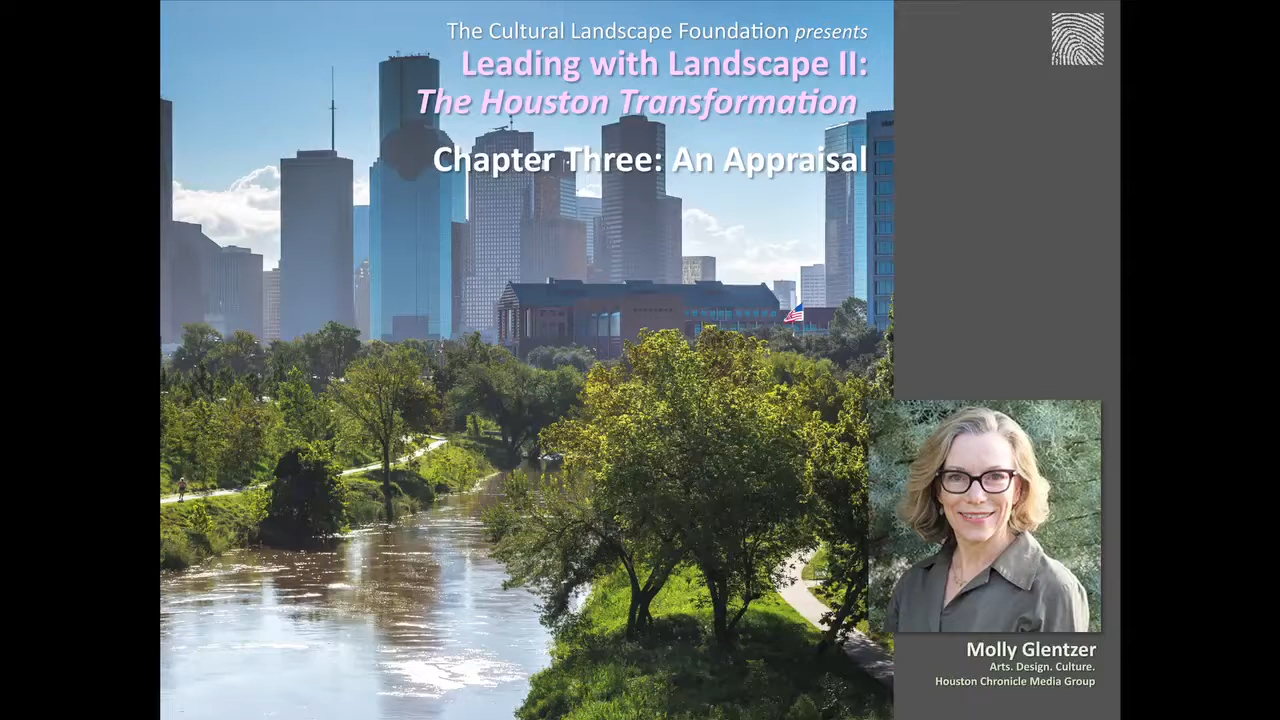 The Cultural Landscape Foundation presents
Leading with Landscape II:
The Houston Transformation
Chapter Three: An Appraisal
Molly Glentzer
Arts. Design. Culture.
Houston Chronicle Media Group